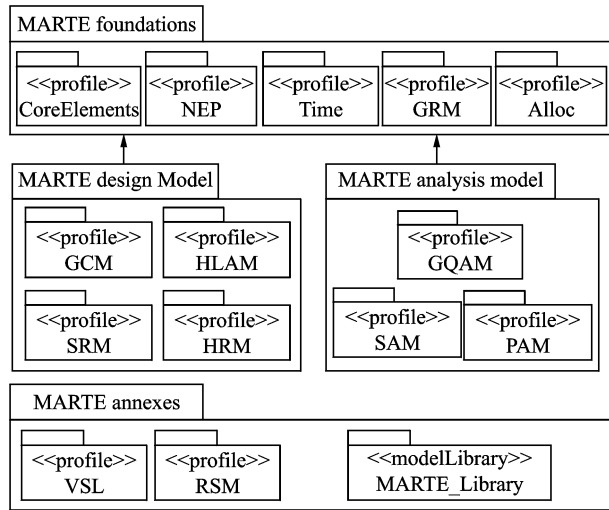 MARTE foundations
<<profile>> <<profile>> <<profile>> <<profile>> <<profile>>
CoreElements NEP Time GRM Alloc
MARTE design Model MARTE analysis model
<<profile>> <<profile>> <<profile>>
GCM HLAM GQAM
<<profile>> <<profile>> <<profile>> <<profile>>
SRM HRM SAM PAM
MARTE annexes
<<profile>> <<profile>> <<modelLibrary>>
VSL RSM MARTE_Library